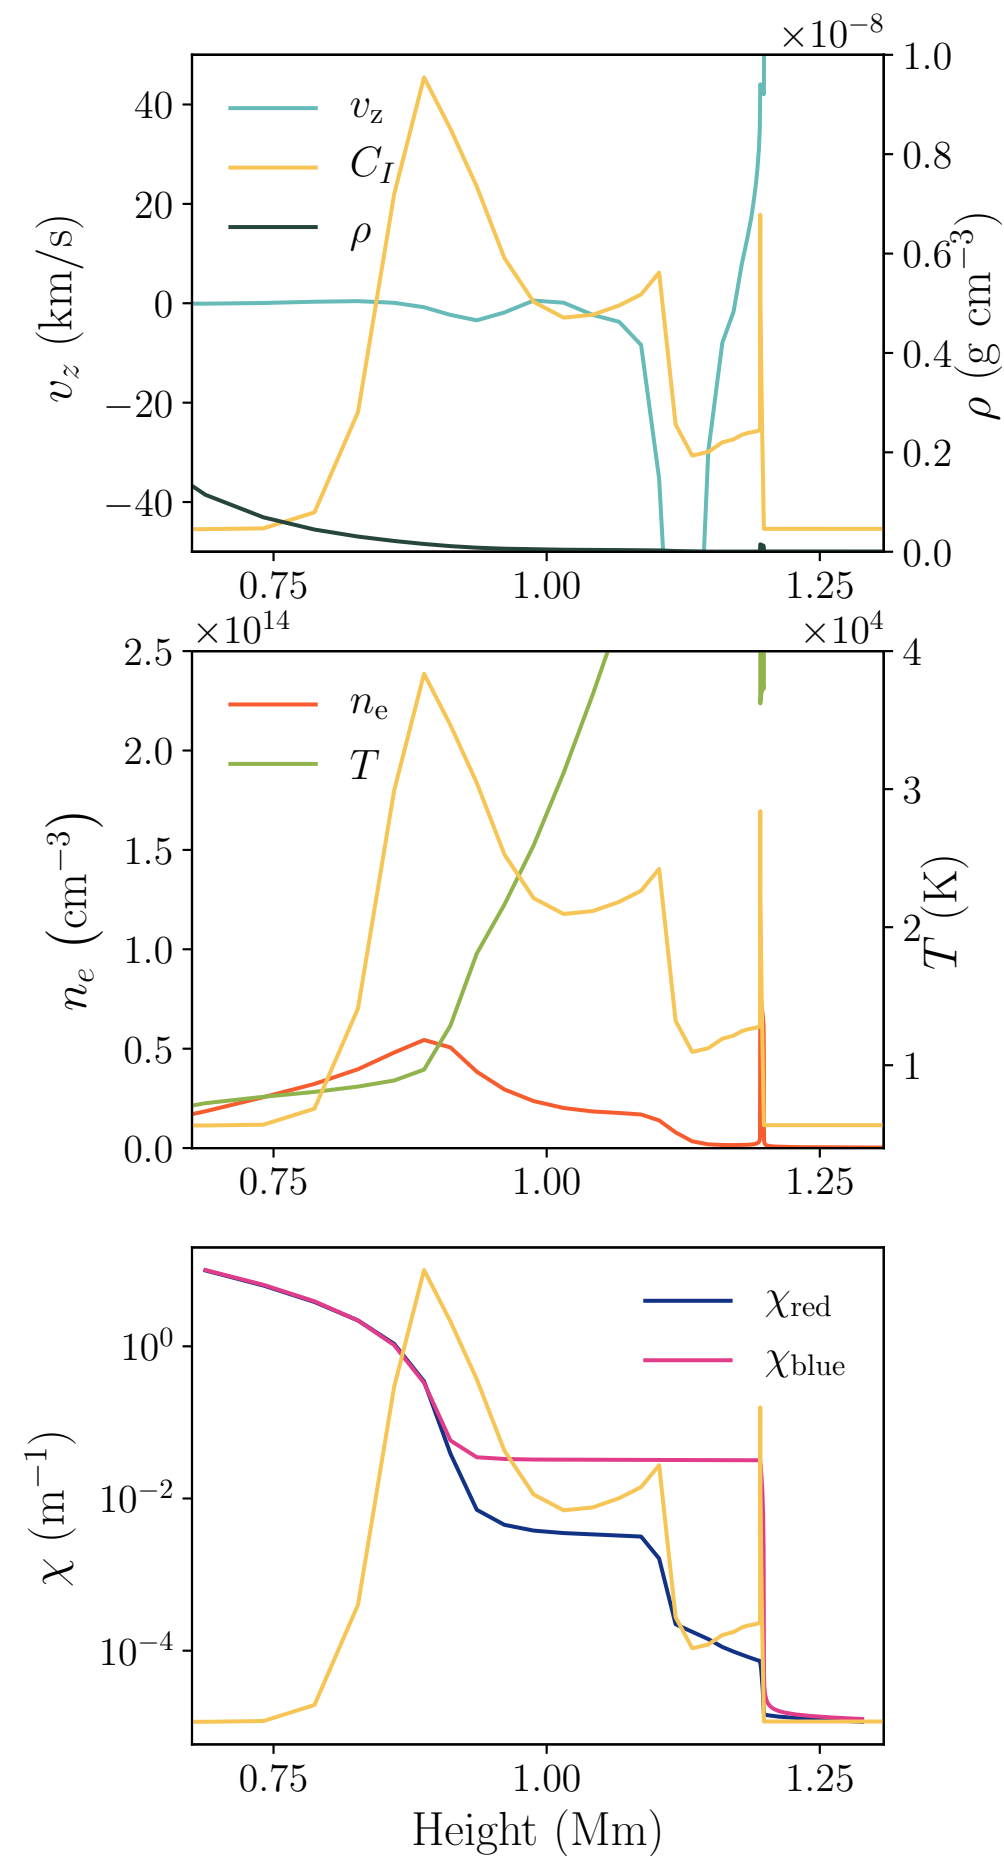 ×10⁻⁸
v_z (km/s)
40
20
0
−20
−40
v_z
C_I
ρ
1.0
0.8
0.6
0.4
0.2
0.0
ρ (g cm⁻³)
0.75 1.00 1.25
×10¹⁴ ×10⁴
n_e (cm⁻³)
2.5
2.0
1.5
1.0
0.5
0.0
n_e
T
4
3
2
1
T (K)
0.75 1.00 1.25
χ (m⁻¹)
10⁰
10⁻²
10⁻⁴
χ_red
χ_blue
0.75 1.00 1.25
Height (Mm)